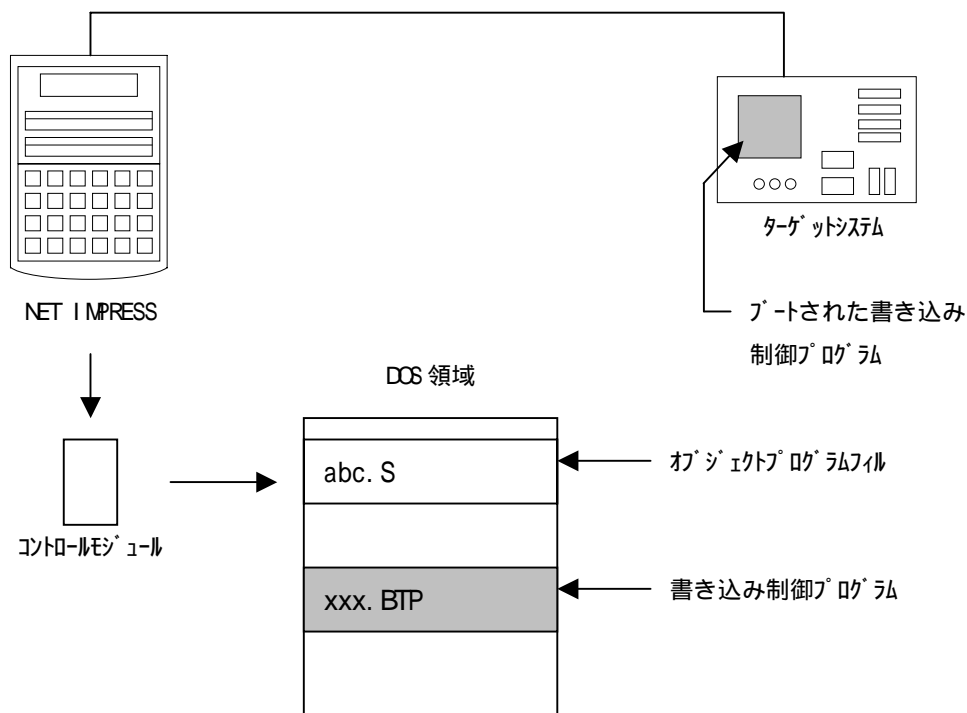 ﾀｰｹﾞｯﾄｼｽﾃﾑ
NET IMPRESS
ﾌﾞｰﾄされた書き込み
制御ﾌﾟﾛｸﾞﾗﾑ
DOS 領域
abc. S
ｵﾌﾞｼﾞｪｸﾄﾌﾟﾛｸﾞﾗﾑﾌｨﾙ
ｺﾝﾄﾛｰﾙﾓｼﾞｭｰﾙ
xxx. BTP
書き込み制御ﾌﾟﾛｸﾞﾗﾑ